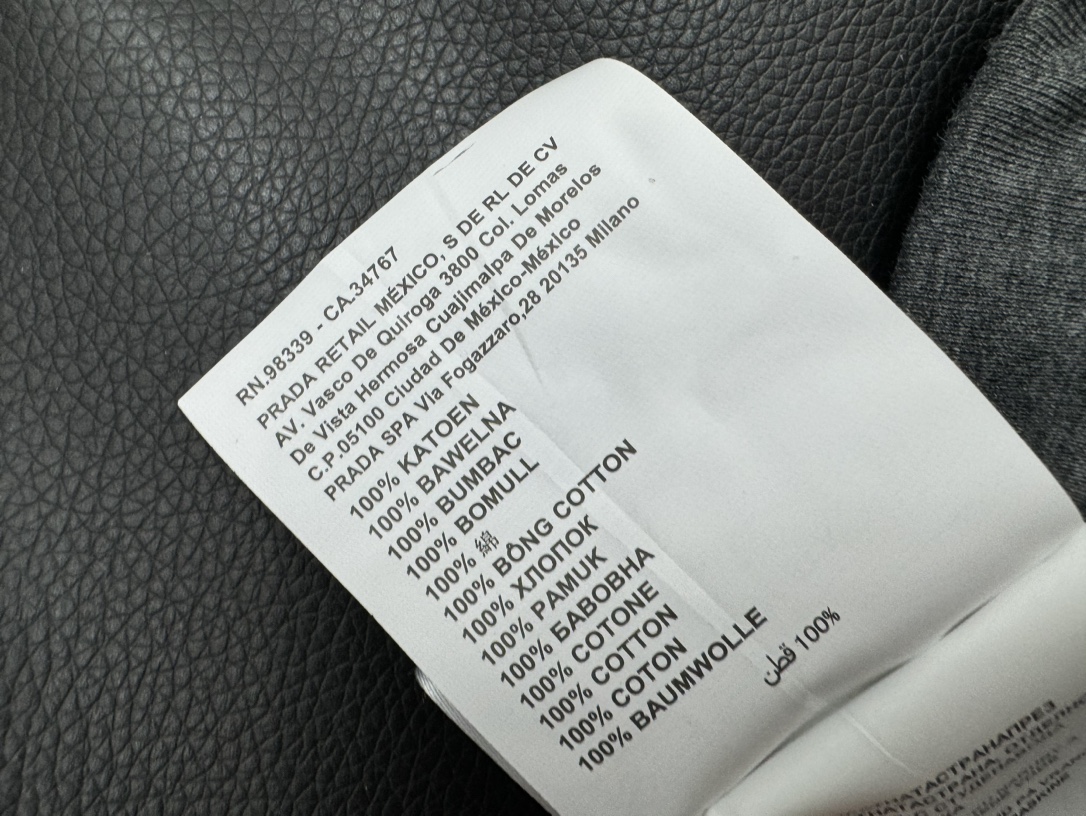 RN.98339 - CA.34767
PRADA RETAIL MÉXICO, S DE RL DE CV
AV. Vasco De Quiroga 3800 Col. Lomas
De Vista Hermosa Cuajimalpa De Morelos
C.P.05100 Ciudad De México-México
PRADA SPA Via Fogazzaro,28 20135 Milano
100% KATOEN
100% BAWELNA
100% BUMBAC
100% BOMULL
100% 綿
100% BÔNG COTTON
100% ХЛОПОК
100% PAMUK
100% БАВОВНА
100% COTONE
100% COTTON
100% COTON
100% BAUMWOLLE
100% قطن